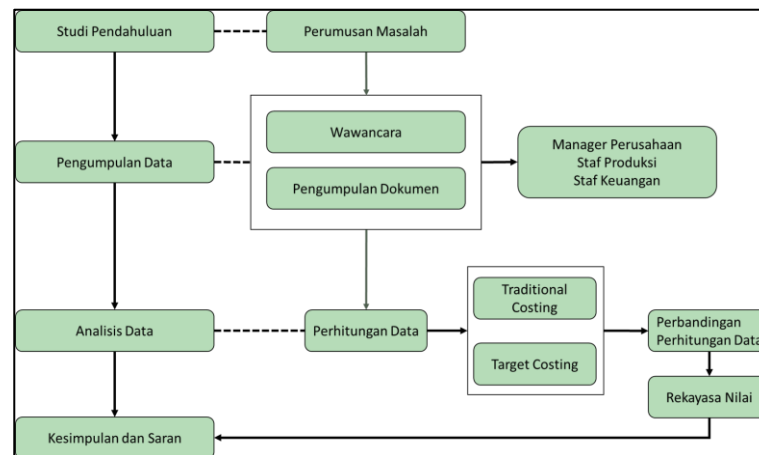 Studi Pendahuluan
Perumusan Masalah
Wawancara
Pengumpulan Data
Pengumpulan Dokumen
Manager Perusahaan
Staf Produksi
Staf Keuangan
Analisis Data
Perhitungan Data
Traditional
Costing
Target Costing
Perbandingan
Perhitungan Data
Rekayasa Nilai
Kesimpulan dan Saran